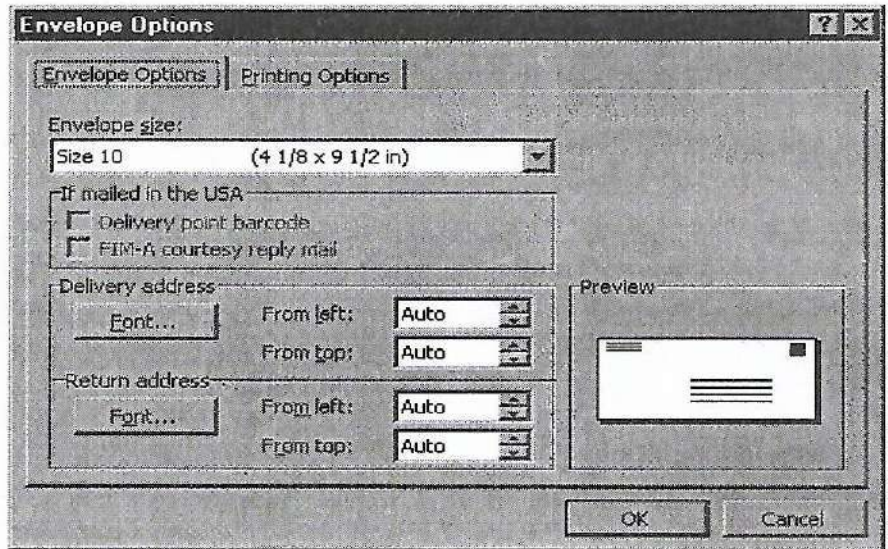 Envelope Options
Envelope Options Printing Options
Envelope size:
Size 10 (4 1/8 x 9 1/2 in)
If mailed in the USA
Delivery point barcode
FIM-A courtesy reply mail
Delivery address
Font...
From left: Auto
From top: Auto
Return address
Font...
From left: Auto
From top: Auto
Preview
OK Cancel